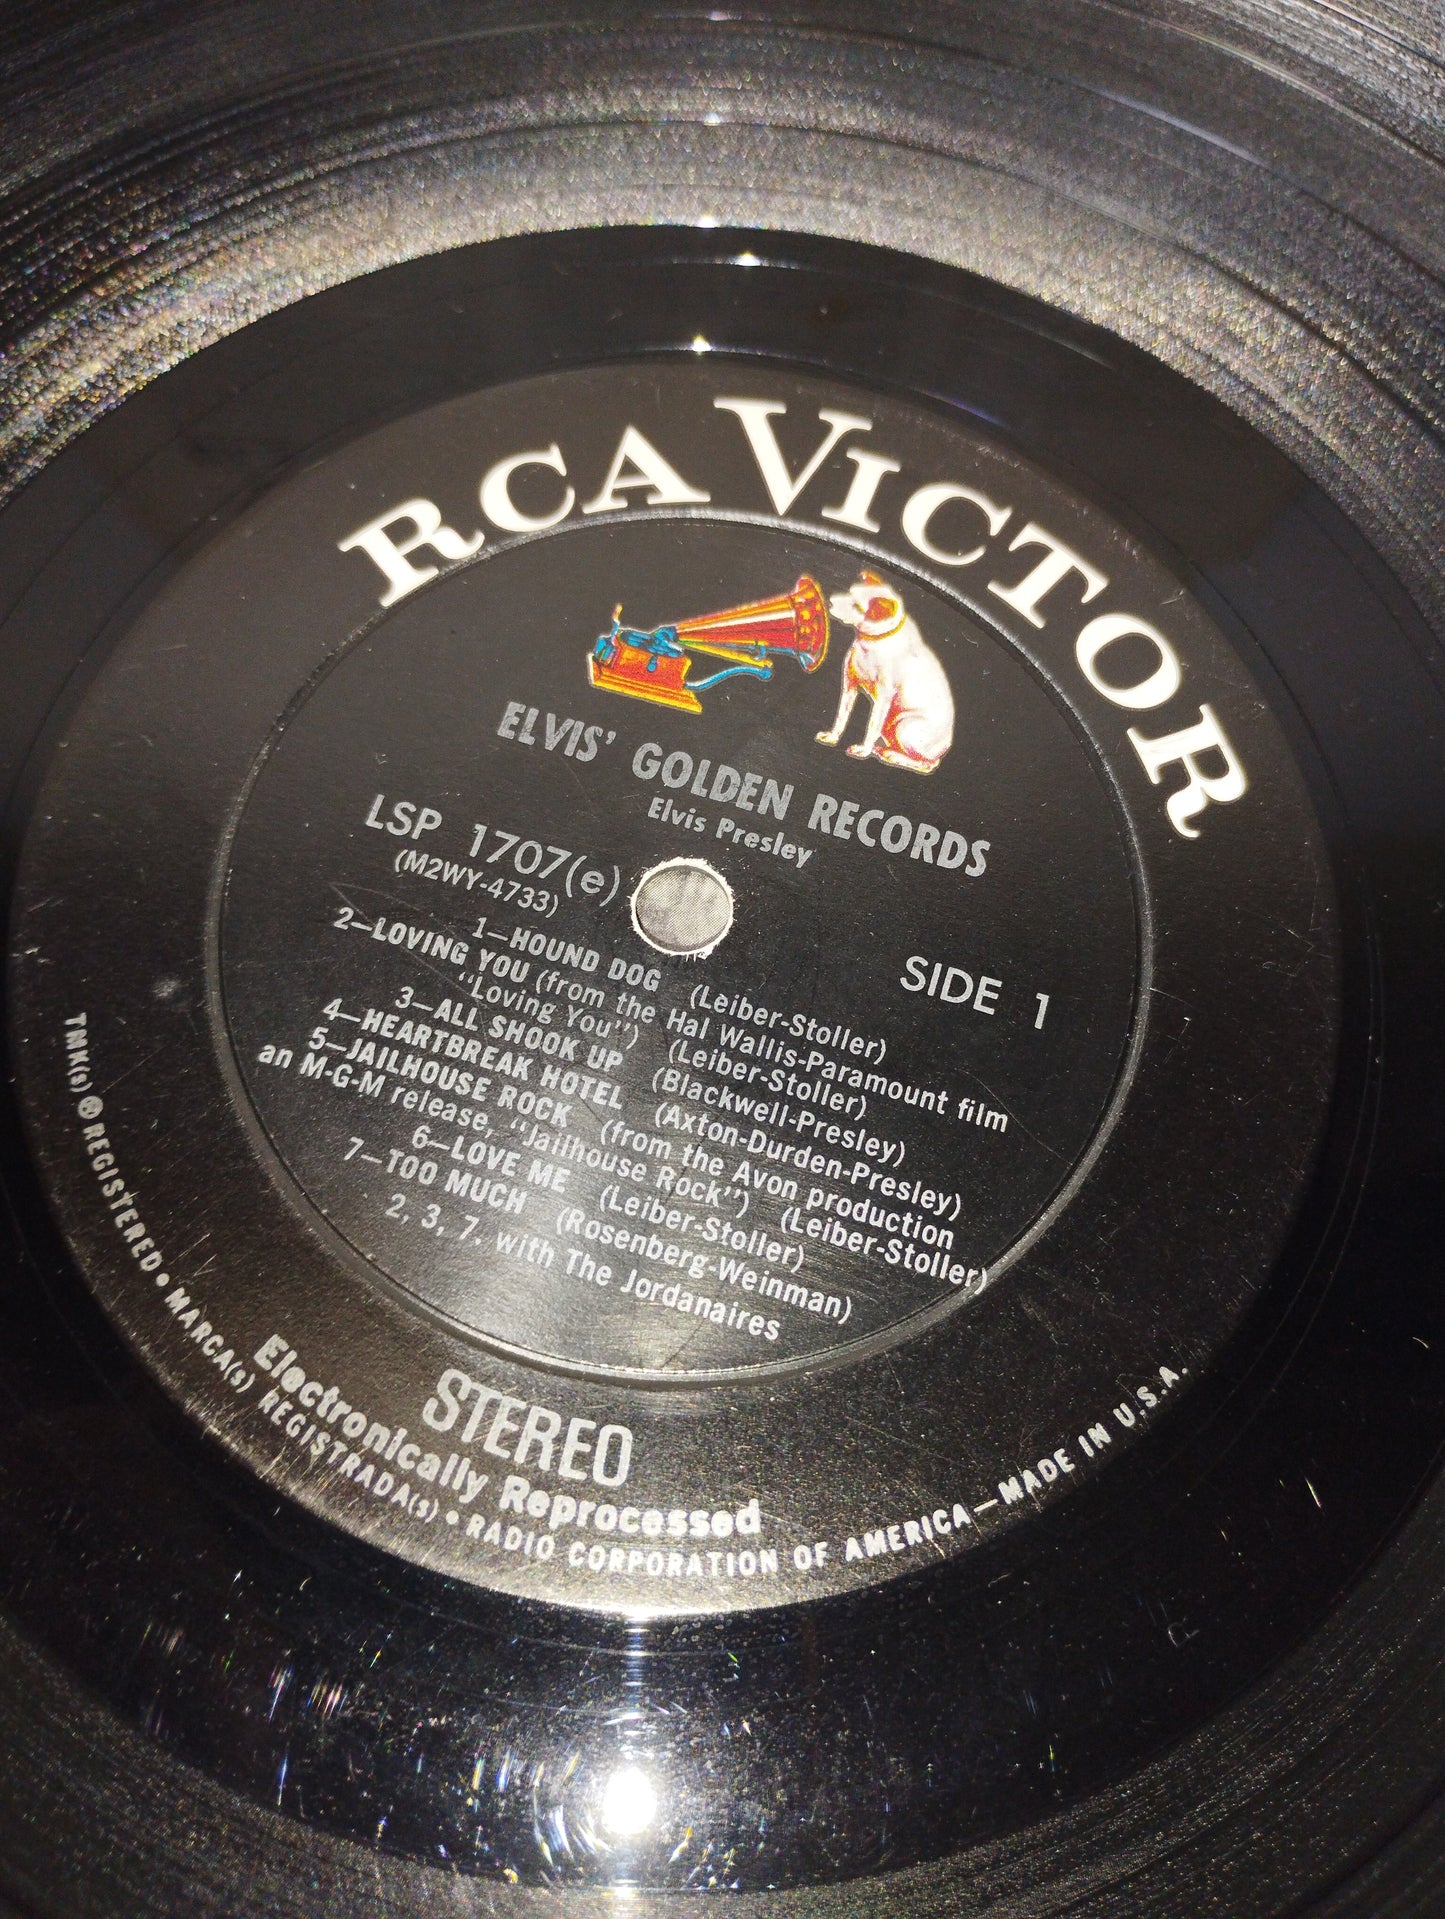 RCA VICTOR
ELVIS' GOLDEN RECORDS
Elvis Presley
LSP 1707(e)
(M2WY-4733)
SIDE 1
1—HOUND DOG (Leiber-Stoller)
2—LOVING YOU (from the Hal Wallis-Paramount film
"Loving You") (Leiber-Stoller)
3—ALL SHOOK UP (Blackwell-Presley)
4—HEARTBREAK HOTEL (Axton-Durden-Presley)
5—JAILHOUSE ROCK (from the Avon production
an M-G-M release, "Jailhouse Rock") (Leiber-Stoller)
6—LOVE ME (Leiber-Stoller)
7—TOO MUCH (Rosenberg-Weinman)
2, 3, 7, with The Jordanaires
STEREO
Electronically Reprocessed
TMK(s) ® REGISTERED • MARCA(s) REGISTRADA(s) • RADIO CORPORATION OF AMERICA—MADE IN U.S.A.